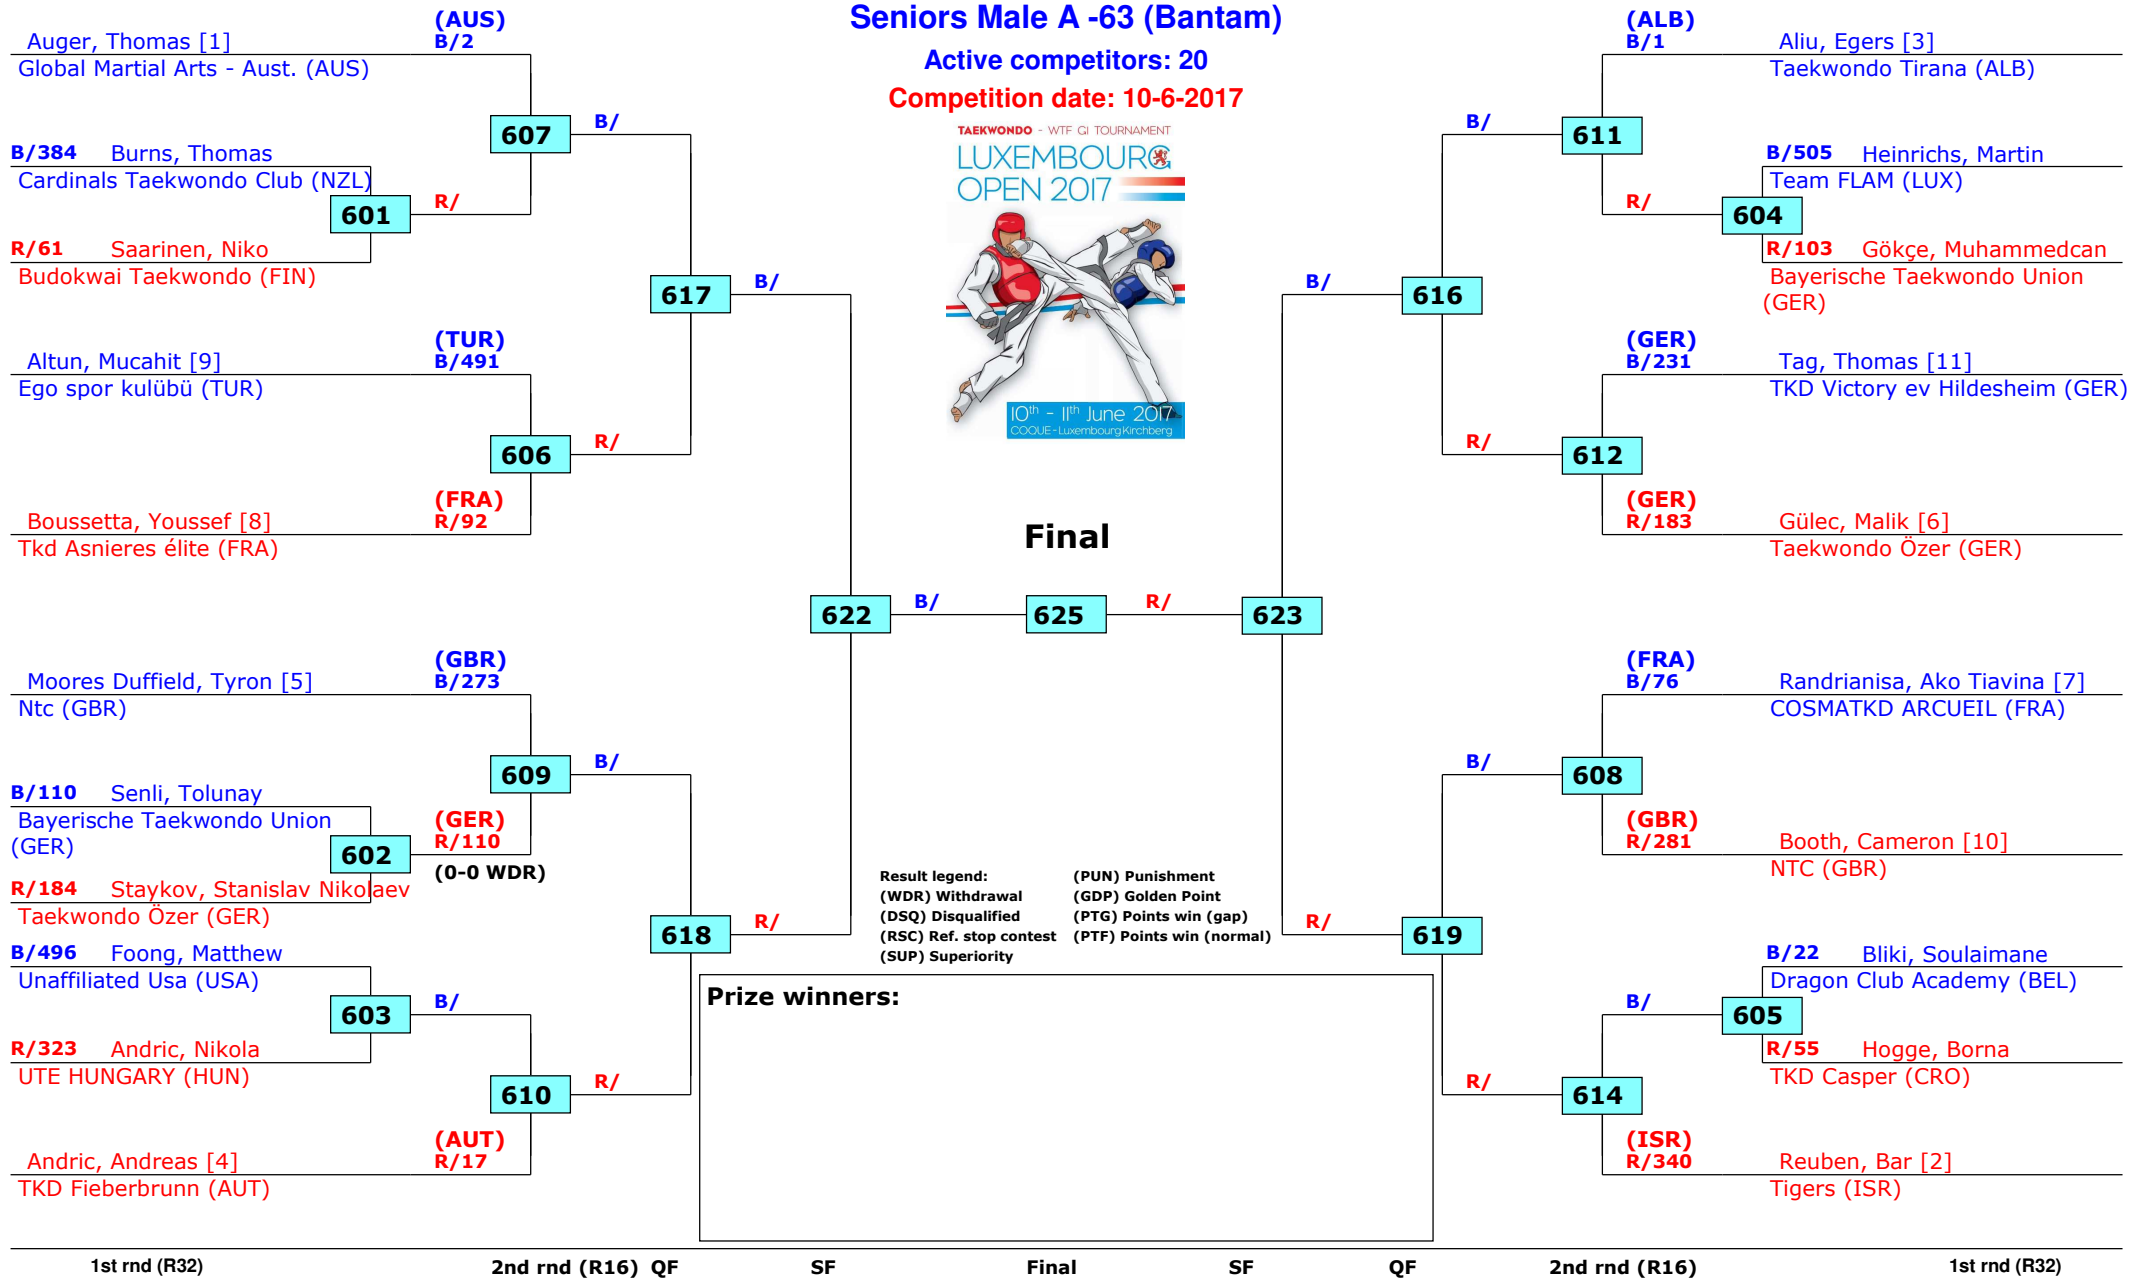 Seniors Male A -63 (Bantam)
Active competitors: 20
Competition date: 10-6-2017
TAEKWONDO - WTF G1 TOURNAMENT
LUXEMBOURG
OPEN 2017
10th - 11th June 2017
COQUE - Luxembourg Kirchberg
(AUS)
Auger, Thomas [1] B/2
Global Martial Arts - Aust. (AUS)
607 B/
B/384 Burns, Thomas
Cardinals Taekwondo Club (NZL)
601 R/
R/61 Saarinen, Niko
Budokwai Taekwondo (FIN)
617 B/
(TUR)
Altun, Mucahit [9] B/491
Ego spor kulübü (TUR)
606 R/
(FRA)
Boussetta, Youssef [8] R/92
Tkd Asnieres élite (FRA)
622 B/
(GBR)
Moores Duffield, Tyron [5] B/273
Ntc (GBR)
609 B/
B/110 Senli, Tolunay
Bayerische Taekwondo Union
(GER)
602
(GER)
R/110
(0-0 WDR)
R/184 Staykov, Stanislav Nikolaev
Taekwondo Özer (GER)
618 R/
B/496 Foong, Matthew
Unaffiliated Usa (USA)
603 B/
R/323 Andric, Nikola
UTE HUNGARY (HUN)
610 R/
(AUT)
Andric, Andreas [4] R/17
TKD Fieberbrunn (AUT)
Final
625
(ALB)
B/1 Aliu, Egers [3]
Taekwondo Tirana (ALB)
B/ 611
B/505 Heinrichs, Martin
Team FLAM (LUX)
R/ 604
R/103 Gökçe, Muhammedcan
Bayerische Taekwondo Union
(GER)
B/ 616
(GER)
B/231 Tag, Thomas [11]
TKD Victory ev Hildesheim (GER)
R/ 612
(GER)
R/183 Gülec, Malik [6]
Taekwondo Özer (GER)
R/ 623
(FRA)
B/76 Randrianisa, Ako Tiavina [7]
COSMATKD ARCUEIL (FRA)
B/ 608
(GBR)
R/281 Booth, Cameron [10]
NTC (GBR)
R/ 619
B/22 Bliki, Soulaimane
Dragon Club Academy (BEL)
B/ 605
R/55 Hogge, Borna
TKD Casper (CRO)
R/ 614
(ISR)
R/340 Reuben, Bar [2]
Tigers (ISR)
Result legend: (PUN) Punishment
(WDR) Withdrawal (GDP) Golden Point
(DSQ) Disqualified (PTG) Points win (gap)
(RSC) Ref. stop contest (PTF) Points win (normal)
(SUP) Superiority
Prize winners:
1st rnd (R32) 2nd rnd (R16) QF SF Final SF QF 2nd rnd (R16) 1st rnd (R32)